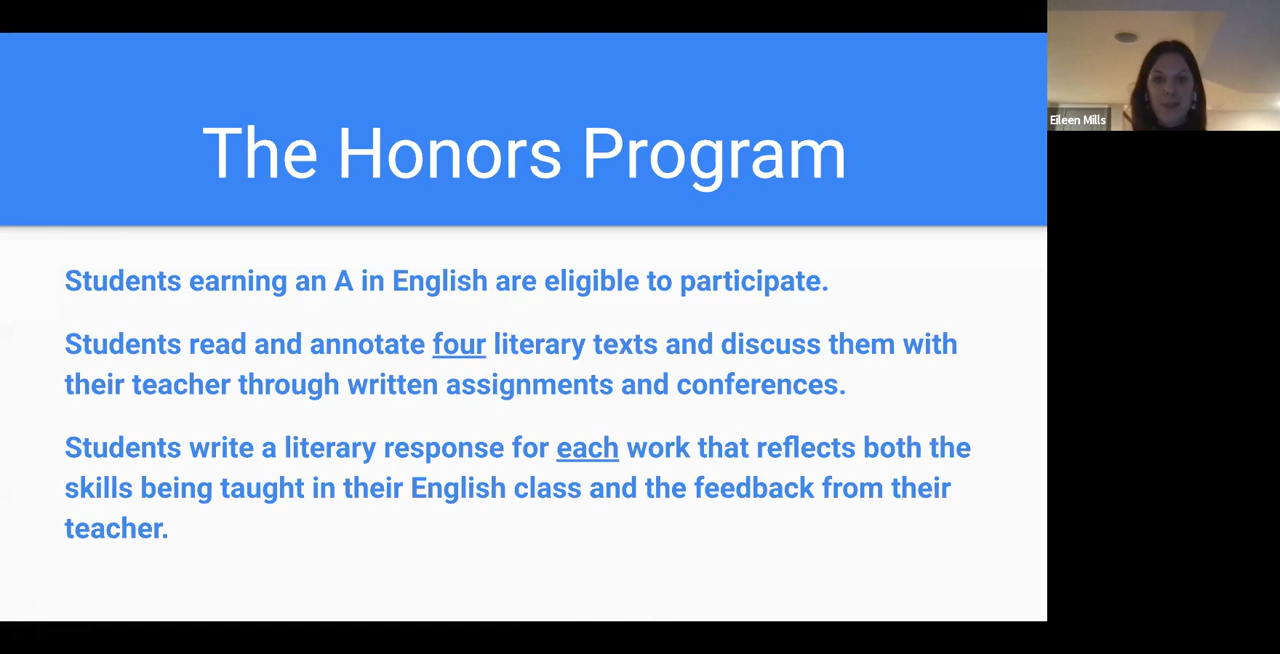 The Honors Program
Eileen Mills
Students earning an A in English are eligible to participate.
Students read and annotate four literary texts and discuss them with
their teacher through written assignments and conferences.
Students write a literary response for each work that reflects both the
skills being taught in their English class and the feedback from their
teacher.